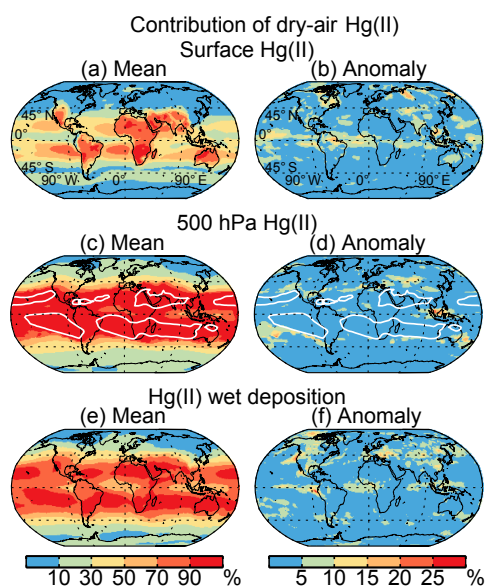 Contribution of dry-air Hg(II)
Surface Hg(II)
(a) Mean (b) Anomaly
45° N 45° N
0° 0°
45° S 45° S
90° W 0° 90° E 90° W 0° 90° E
500 hPa Hg(II)
(c) Mean (d) Anomaly
Hg(II) wet deposition
(e) Mean (f) Anomaly
10 30 50 70 90 % 5 10 15 20 25 %